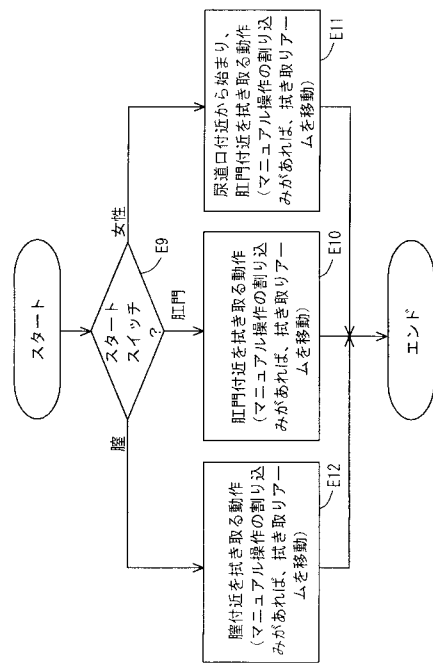 スタート
スタート
スイッチ
?
E9
膣
肛門
女性
膣付近を拭き取る動作
(マニュアル操作の割り込
みがあれば、拭き取りアー
ムを移動)
E12
肛門付近を拭き取る動作
(マニュアル操作の割り込
みがあれば、拭き取りアー
ムを移動)
E10
尿道口付近から始まり、
肛門付近を拭き取る動作
(マニュアル操作の割り込
みがあれば、拭き取りアー
ムを移動)
E11
エンド